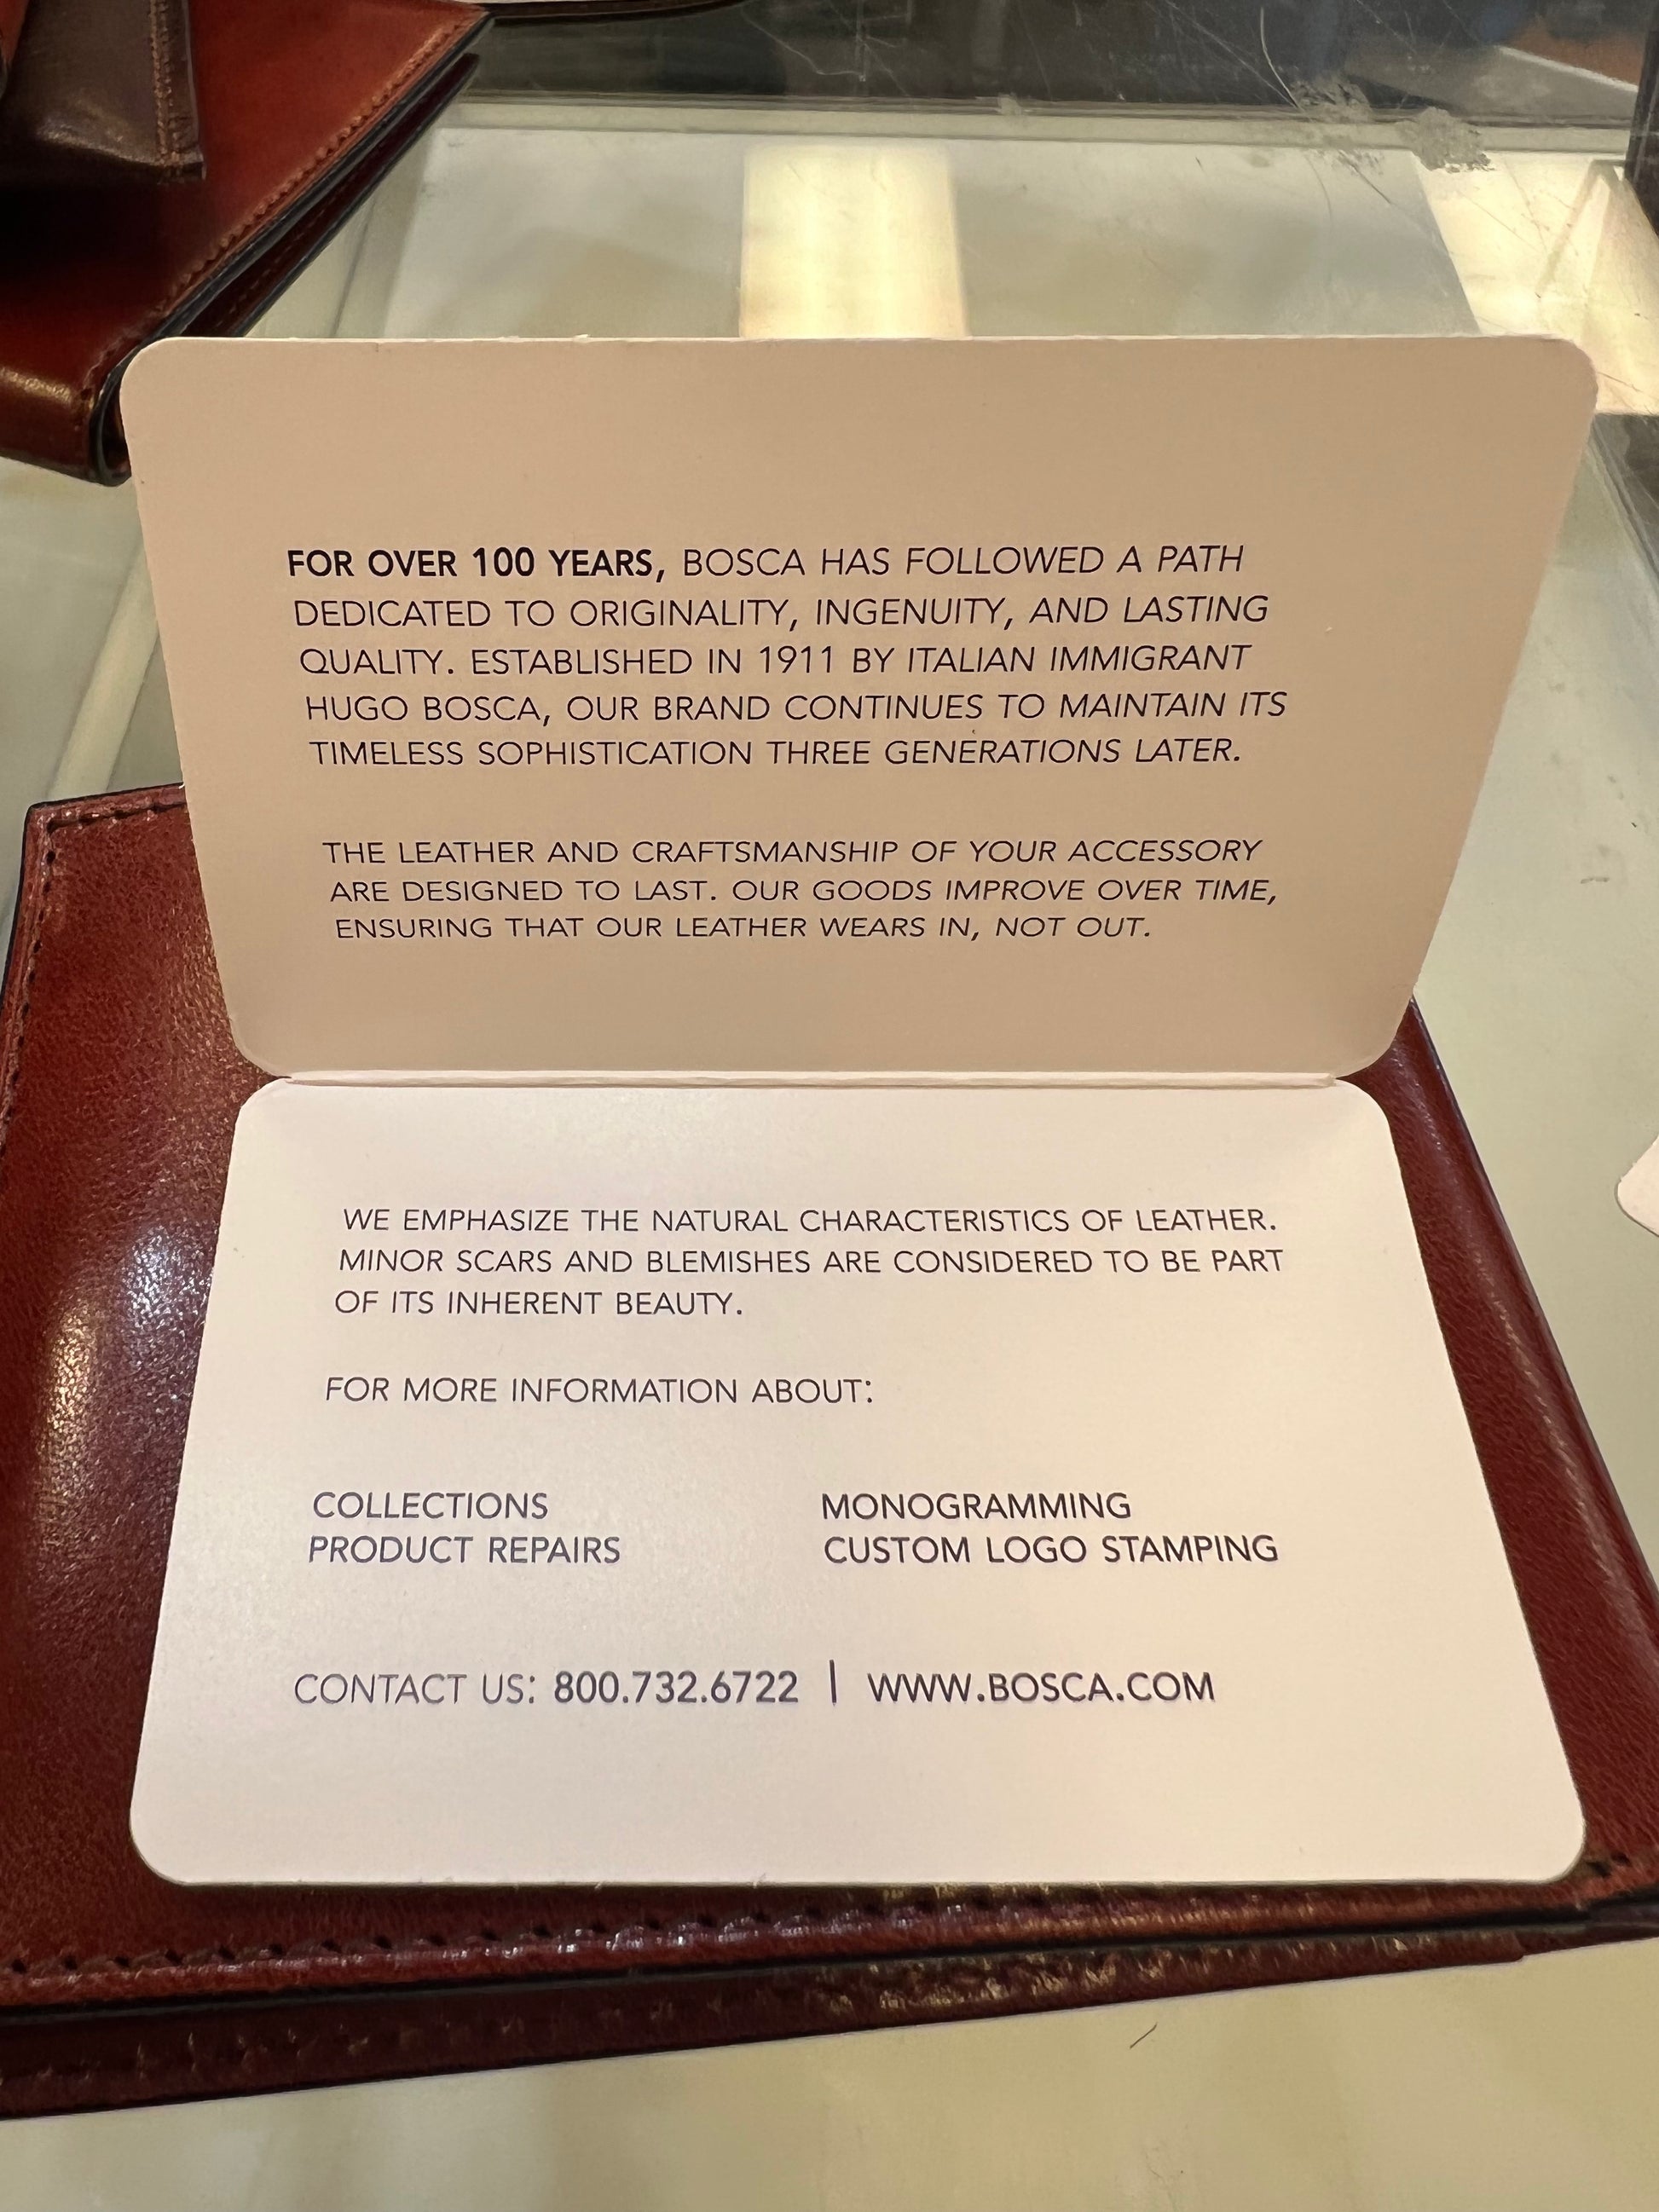 FOR OVER 100 YEARS, BOSCA HAS FOLLOWED A PATH
DEDICATED TO ORIGINALITY, INGENUITY, AND LASTING
QUALITY. ESTABLISHED IN 1911 BY ITALIAN IMMIGRANT
HUGO BOSCA, OUR BRAND CONTINUES TO MAINTAIN ITS
TIMELESS SOPHISTICATION THREE GENERATIONS LATER.
THE LEATHER AND CRAFTSMANSHIP OF YOUR ACCESSORY
ARE DESIGNED TO LAST. OUR GOODS IMPROVE OVER TIME,
ENSURING THAT OUR LEATHER WEARS IN, NOT OUT.
WE EMPHASIZE THE NATURAL CHARACTERISTICS OF LEATHER.
MINOR SCARS AND BLEMISHES ARE CONSIDERED TO BE PART
OF ITS INHERENT BEAUTY.
FOR MORE INFORMATION ABOUT:
COLLECTIONS MONOGRAMMING
PRODUCT REPAIRS CUSTOM LOGO STAMPING
CONTACT US: 800.732.6722 | WWW.BOSCA.COM